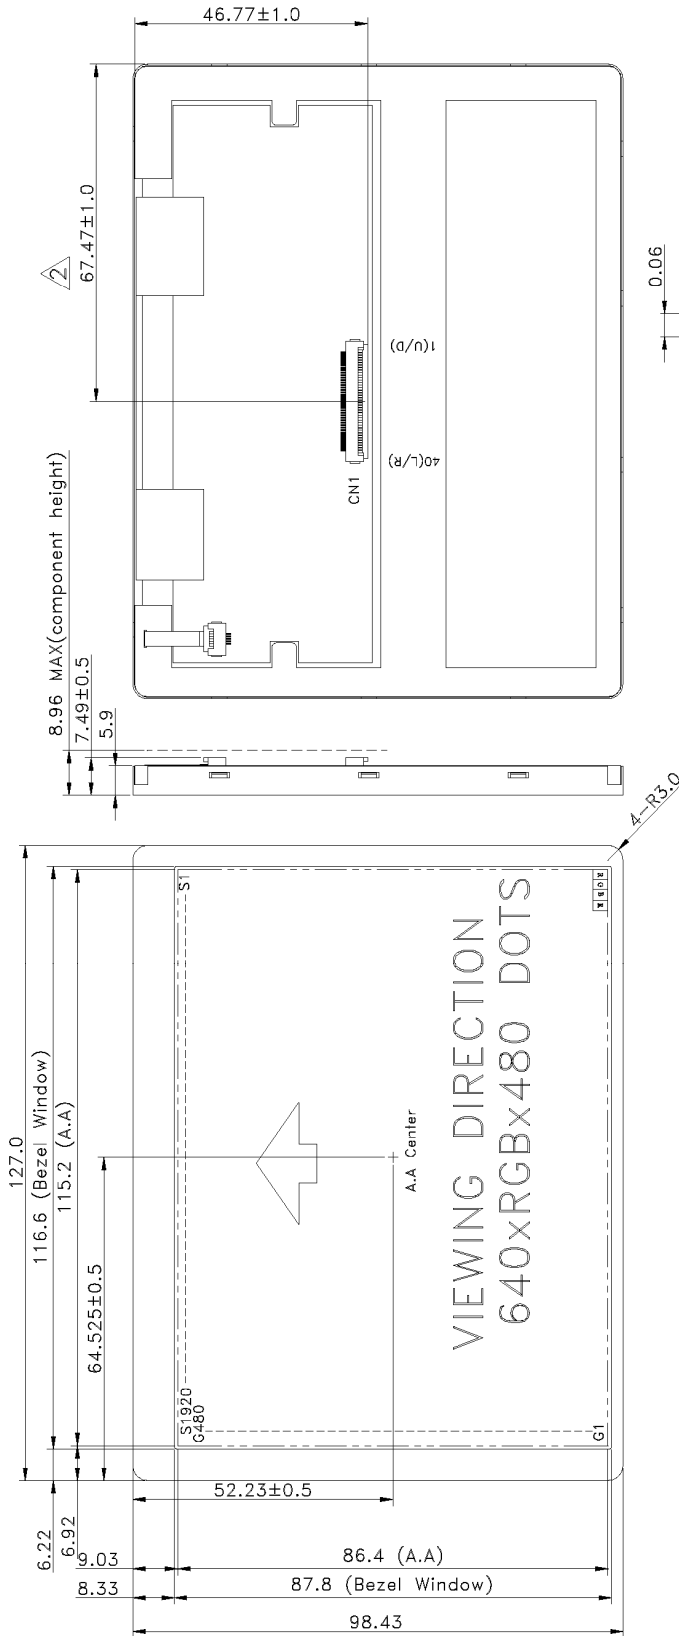 46.77±1.0
67.47±1.0
2
0.06
1(U/D)
40(L/R)
CN1
8.96 MAX(component height)
7.49±0.5
5.9
4-R3.0
127.0
116.6 (Bezel Window)
115.2 (A.A)
64.525±0.5
S1
R
G
B
R
VIEWING DIRECTION
640xRGBx480 DOTS
A.A Center
S1920
G480
G1
52.23±0.5
6.22
6.92
9.03
86.4 (A.A)
8.33
87.8 (Bezel Window)
98.43